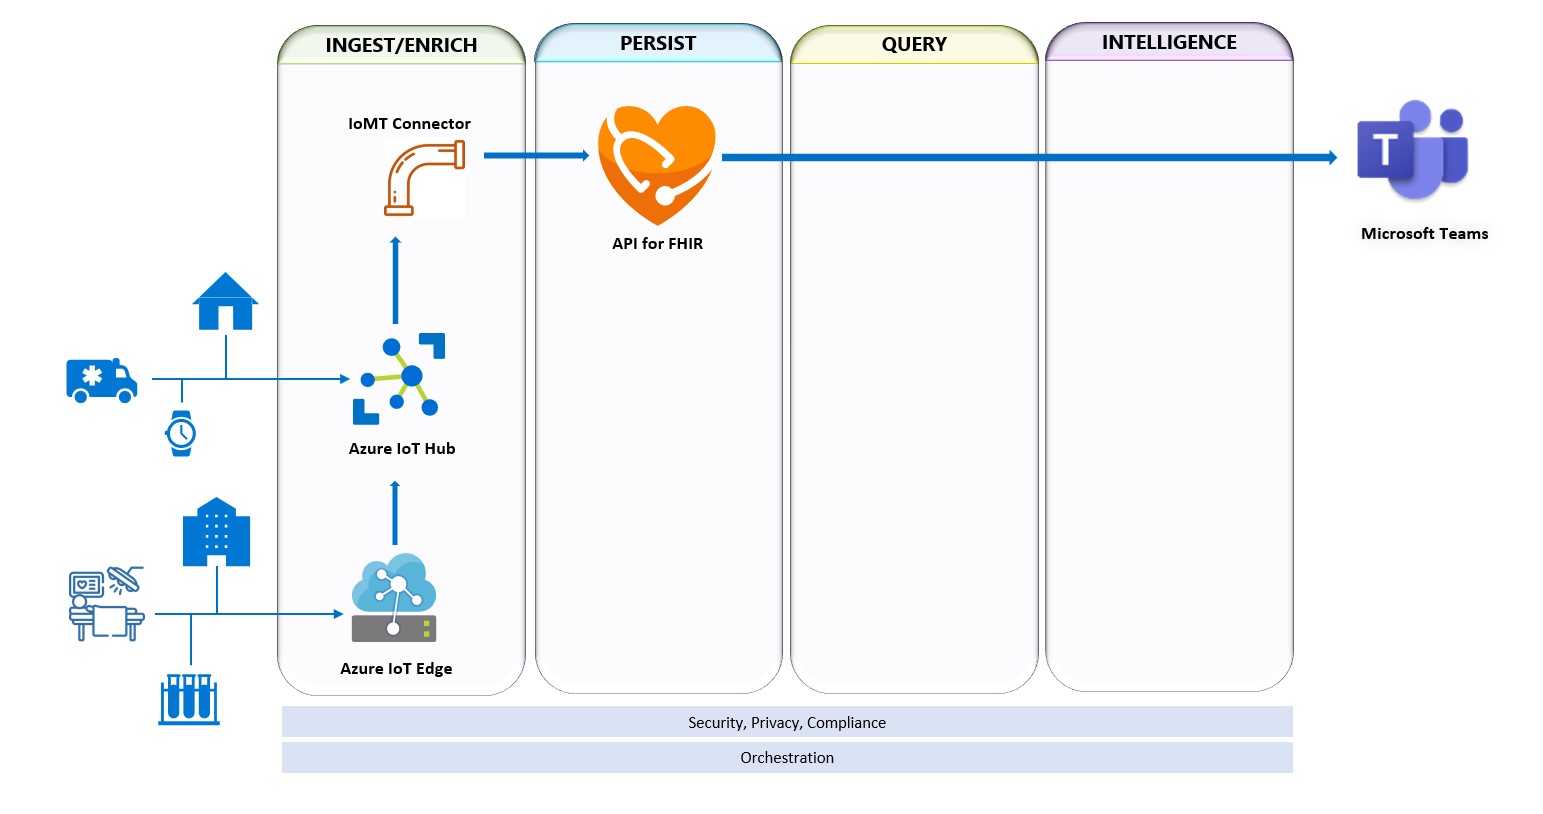 INGEST/ENRICH
PERSIST
QUERY
INTELLIGENCE
IoMT Connector
T
API for FHIR
Microsoft Teams
Azure IoT Hub
Azure IoT Edge
Security, Privacy, Compliance
Orchestration